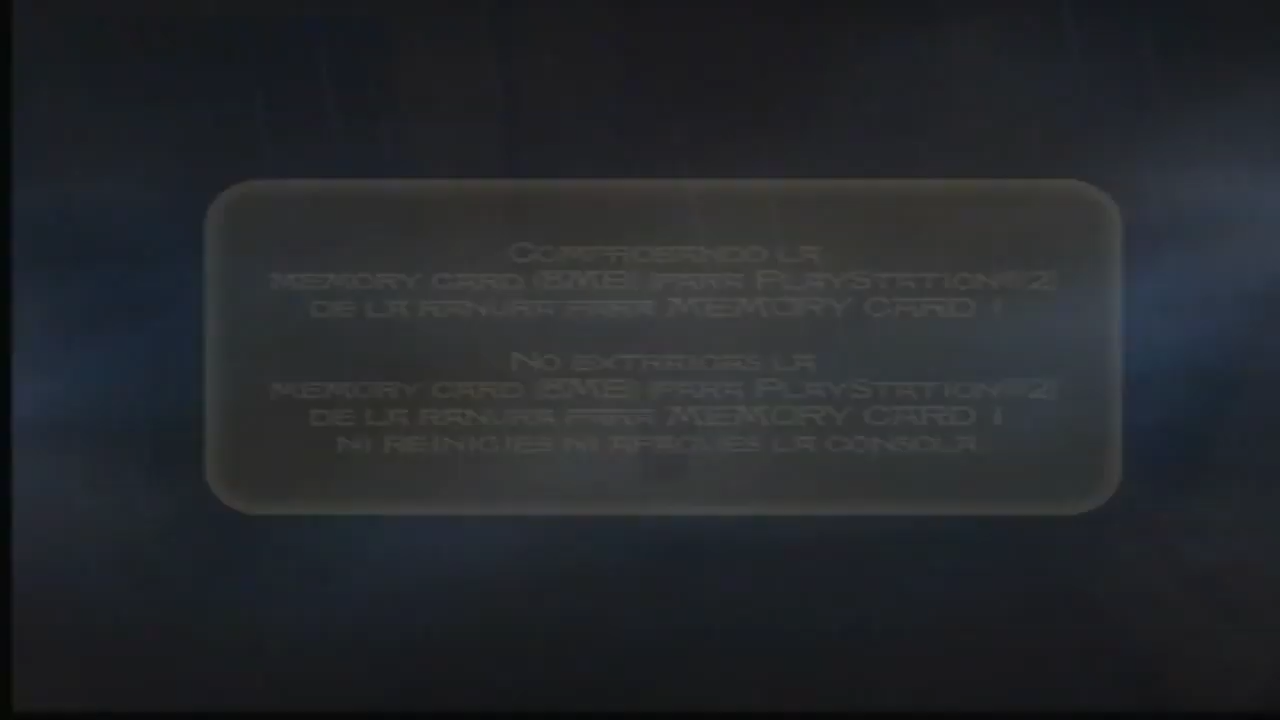 Comprobando la
memory card (8MB) (para PlayStation®2)
de la ranura para MEMORY CARD 1
No extraigas la
memory card (8MB) (para PlayStation®2)
de la ranura para MEMORY CARD 1
ni reinicies ni apagues la consola